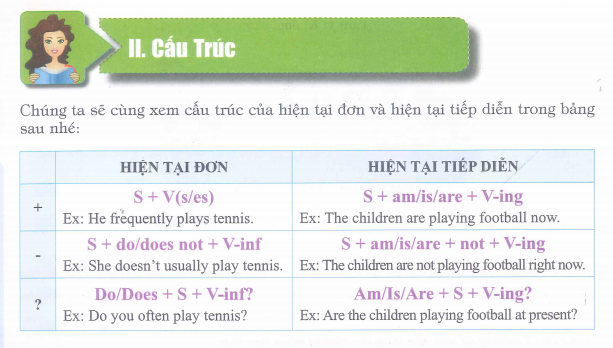 II. Cấu Trúc
Chúng ta sẽ cùng xem cấu trúc của hiện tại đơn và hiện tại tiếp diễn trong bảng
sau nhé:
HIỆN TẠI ĐƠN HIỆN TẠI TIẾP DIỄN
+
S + V(s/es) S + am/is/are + V-ing
Ex: He frequently plays tennis. Ex: The children are playing football now.
-
S + do/does not + V-inf S + am/is/are + not + V-ing
Ex: She doesn't usually play tennis. Ex: The children are not playing football right now.
?
Do/Does + S + V-inf? Am/Is/Are + S + V-ing?
Ex: Do you often play tennis? Ex: Are the children playing football at present?